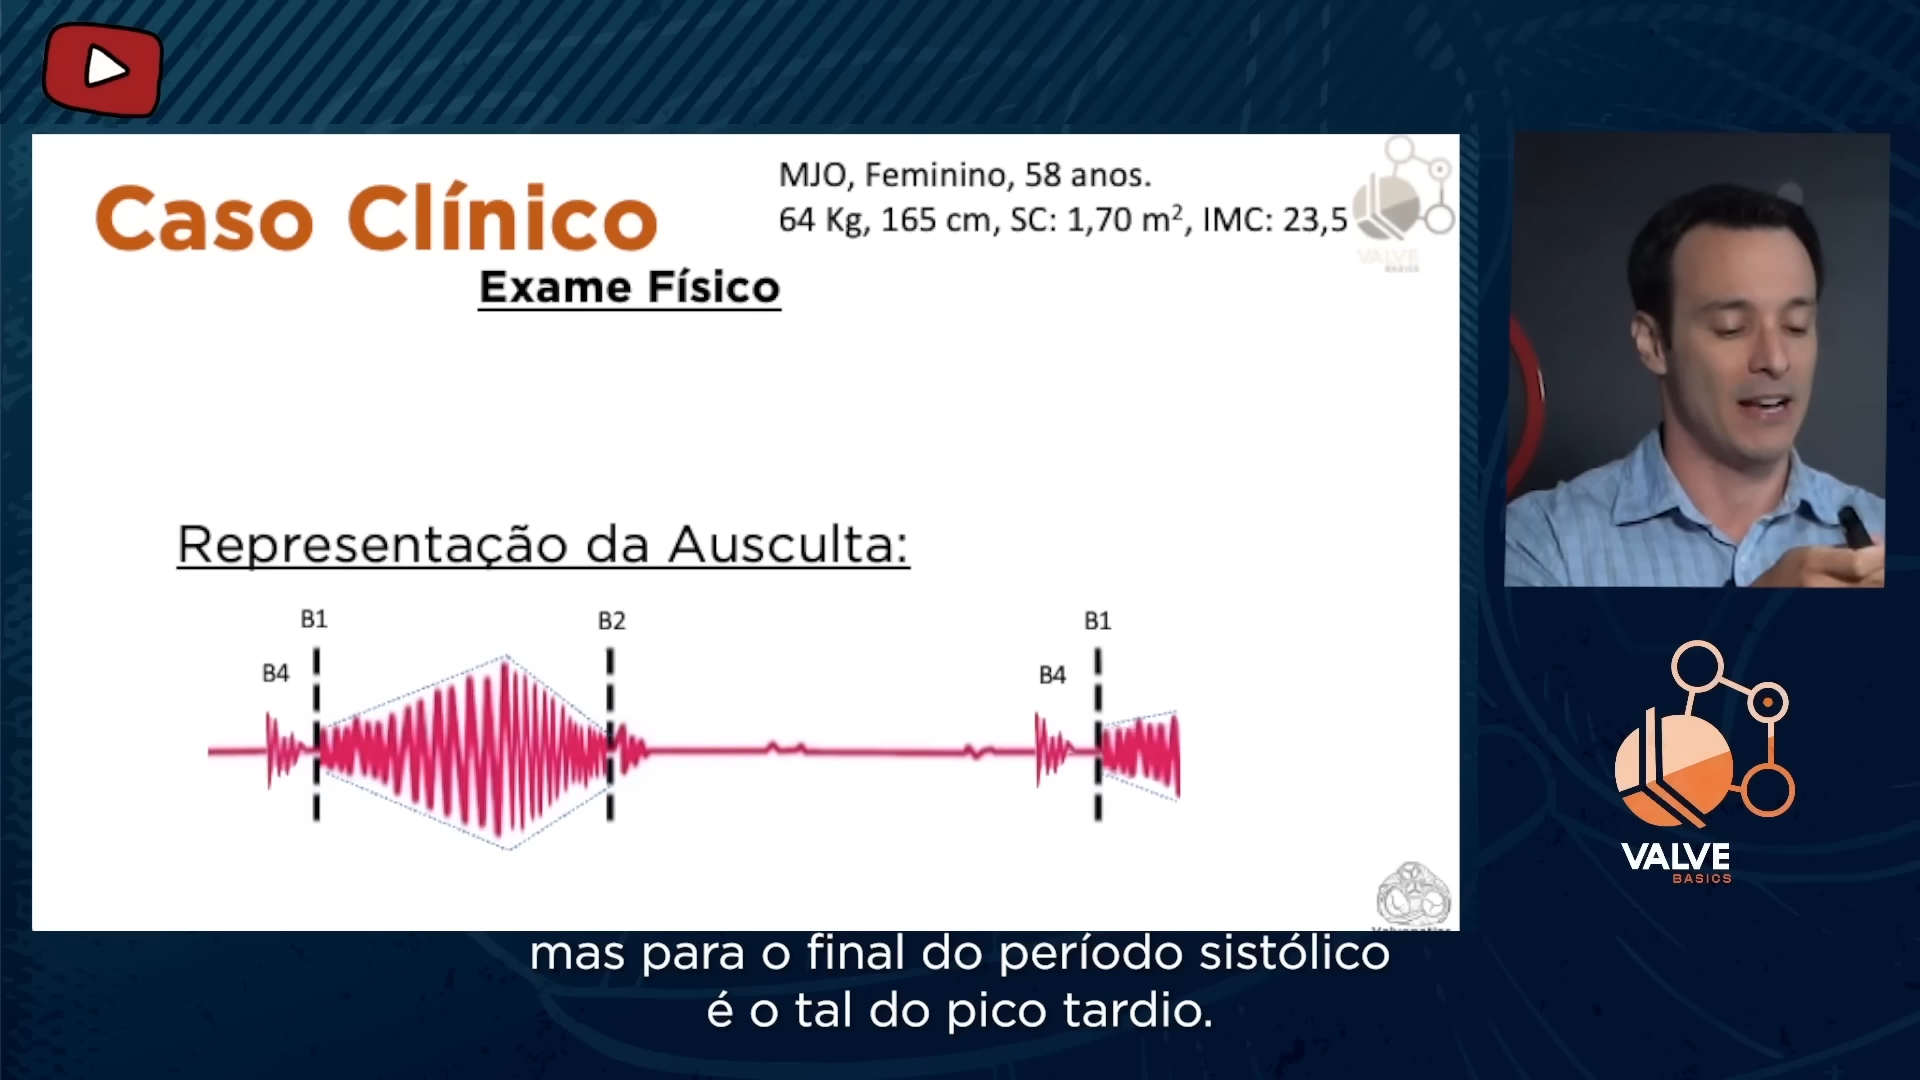 Caso Clínico
MJO, Feminino, 58 anos.
64 Kg, 165 cm, SC: 1,70 m², IMC: 23,5
VALVE
BASICS
Exame Físico
Representação da Ausculta:
B1
B2
B1
B4
B4
VALVE
BASICS
mas para o final do período sistólico
é o tal do pico tardio.